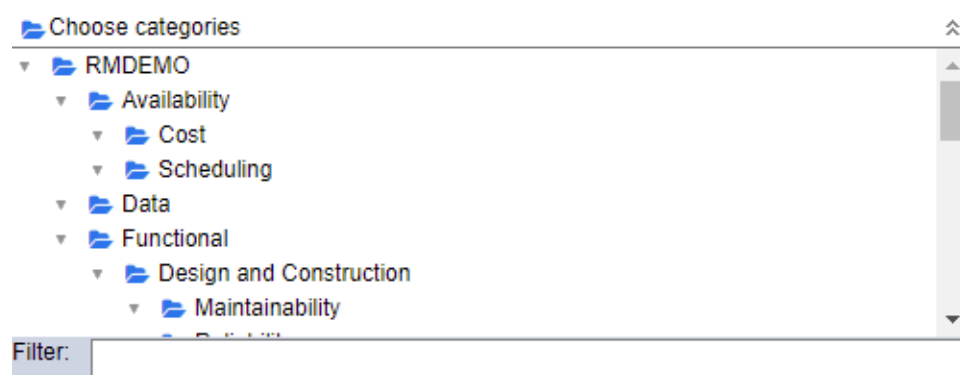 Choose categories
RMDEMO
Availability
Cost
Scheduling
Data
Functional
Design and Construction
Maintainability
Filter: